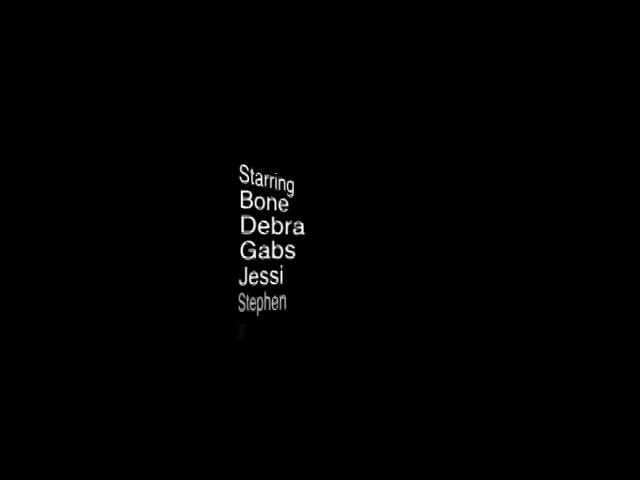 Starring
Bone
Debra
Gabs
Jessi
Stephen